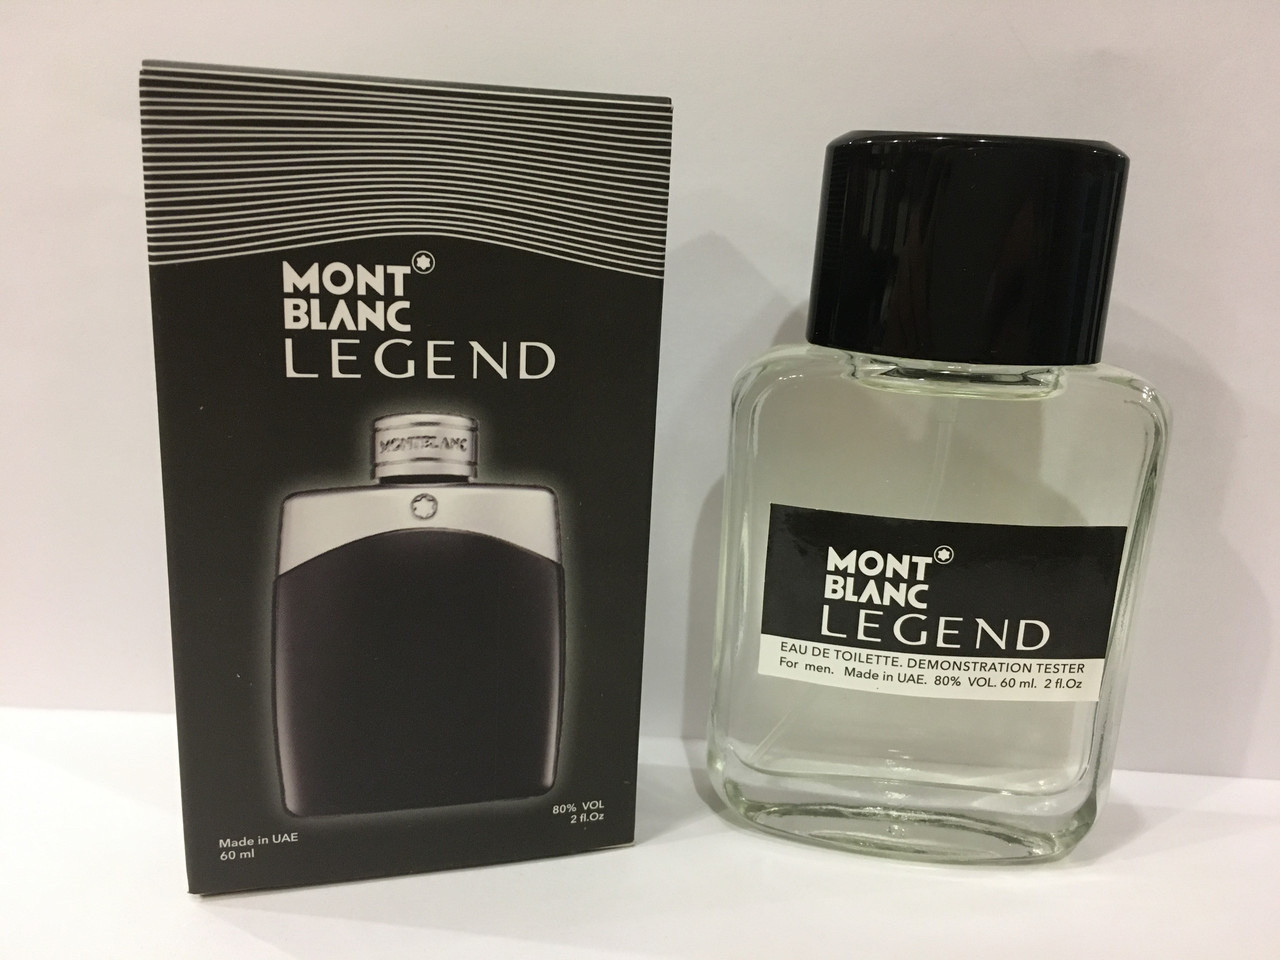 MONT
BLANC
LEGEND
MONTBLANC
80% VOL
2 fl.Oz
Made in UAE
60 ml
MONT
BLANC
LEGEND
EAU DE TOILETTE. DEMONSTRATION TESTER
For men. Made in UAE. 80% VOL. 60 ml. 2 fl.Oz